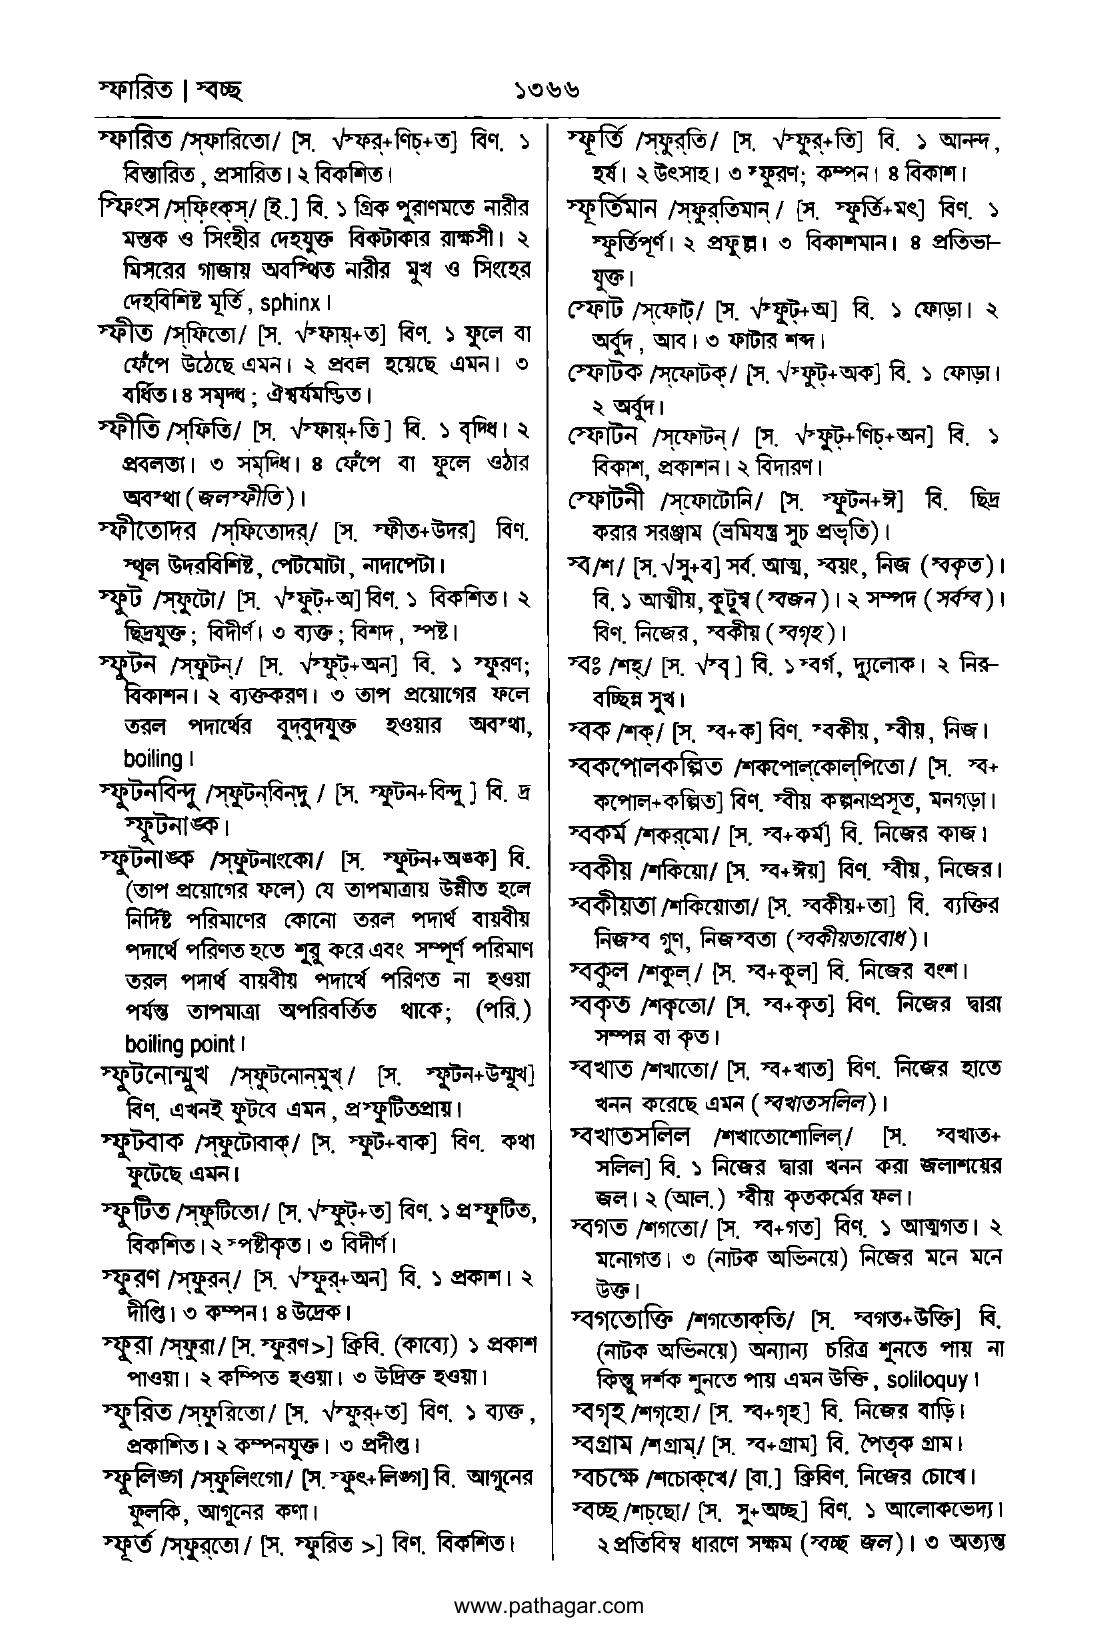 স্ফারিত | স্বচ্ছ
১৩৬৬
স্ফারিত /স্ফারিতো/ [স. √স্ফর্+ণিচ্+ত] বিণ. ১
বিস্তারিত, প্রসারিত। ২ বিকশিত।
স্ফিংস /স্ফিংকস্/ [ই.] বি. ১ গ্রিক পুরাণমতে নারীর
মস্তক ও সিংহীর দেহযুক্ত বিকটাকার রাক্ষসী। ২
মিসরের গাজায় অবস্থিত নারীর মুখ ও সিংহের
দেহবিশিষ্ট মূর্তি, sphinx।
স্ফীত /স্ফিতো/ [স. √স্ফায়্+ত] বিণ. ১ ফুলে বা
ফেঁপে উঠেছে এমন। ২ প্রবল হয়েছে এমন। ৩
বর্ধিত। ৪ সমৃদ্ধ; ঐশ্বর্যমণ্ডিত।
স্ফীতি /স্ফিতি/ [স. √স্ফায়্+তি] বি. ১ বৃদ্ধি। ২
প্রবলতা। ৩ সমৃদ্ধি। ৪ ফেঁপে বা ফুলে ওঠার
অবস্থা (জলস্ফীতি)।
স্ফীতোদর /স্ফিতোদর্/ [স. স্ফীত+উদর] বিণ.
স্থূল উদরবিশিষ্ট, পেটমোটা, নাদাপেটা।
স্ফুট /স্ফুটো/ [স. √স্ফুট্+অ] বিণ. ১ বিকশিত। ২
ছিদ্রযুক্ত; বিদীর্ণ। ৩ ব্যক্ত; বিশদ, স্পষ্ট।
স্ফুটন /স্ফুটন্/ [স. √স্ফুট্+অন] বি. ১ স্ফুরণ;
বিকাশন। ২ ব্যক্তকরণ। ৩ তাপ প্রয়োগের ফলে
তরল পদার্থের বুদ্‌বুদযুক্ত হওয়ার অবস্থা,
boiling।
স্ফুটনবিন্দু /স্ফুটন্‌বিন্‌দু/ [স. স্ফুটন+বিন্দু] বি. দ্র
স্ফুটনাঙ্ক।
স্ফুটনাঙ্ক /স্ফুটনাংকো/ [স. স্ফুটন+অঙ্ক] বি.
(তাপ প্রয়োগের ফলে) যে তাপমাত্রায় উন্নীত হলে
নির্দিষ্ট পরিমাণের কোনো তরল পদার্থ বায়বীয়
পদার্থে পরিণত হতে শুরু করে এবং সম্পূর্ণ পরিমাণ
তরল পদার্থ বায়বীয় পদার্থে পরিণত না হওয়া
পর্যন্ত তাপমাত্রা অপরিবর্তিত থাকে; (পরি.)
boiling point।
স্ফুটনোন্মুখ /স্ফুটনোন্‌মুখ্/ [স. স্ফুটন+উন্মুখ]
বিণ. এখনই ফুটবে এমন, প্রস্ফুটিতপ্রায়।
স্ফুটবাক /স্ফুটোবাক্/ [স. স্ফুট+বাক] বিণ. কথা
ফুটেছে এমন।
স্ফুটিত /স্ফুটিতো/ [স. √স্ফুট্+ত] বিণ. ১ প্রস্ফুটিত,
বিকশিত। ২ স্পষ্টীকৃত। ৩ বিদীর্ণ।
স্ফুরণ /স্ফুরন্/ [স. √স্ফুর্+অন] বি. ১ প্রকাশ। ২
দীপ্তি। ৩ কম্পন। ৪ উদ্রেক।
স্ফুরা /স্ফুরা/ [স. স্ফুরণ>] ক্রিবি. (কাব্যে) ১ প্রকাশ
পাওয়া। ২ কম্পিত হওয়া। ৩ উদ্রিক্ত হওয়া।
স্ফুরিত /স্ফুরিতো/ [স. √স্ফুর্+ত] বিণ. ১ ব্যক্ত,
প্রকাশিত। ২ কম্পনযুক্ত। ৩ প্রদীপ্ত।
স্ফুলিঙ্গ /স্ফুলিংগো/ [স. স্ফুৎ+লিঙ্গ] বি. আগুনের
ফুলকি, আগুনের কণা।
স্ফূর্ত /স্ফুর্‌তো/ [স. স্ফুরিত >] বিণ. বিকশিত।
স্ফূর্তি /স্ফুর্‌তি/ [স. √স্ফুর্+তি] বি. ১ আনন্দ,
হর্ষ। ২ উৎসাহ। ৩ স্ফুরণ; কম্পন। ৪ বিকাশ।
স্ফূর্তিমান /স্ফুর্‌তিমান্/ [স. স্ফূর্তি+মৎ] বিণ. ১
স্ফূর্তিপূর্ণ। ২ প্রফুল্ল। ৩ বিকাশমান। ৪ প্রতিভা-
যুক্ত।
স্ফোট /স্ফোট্/ [স. √স্ফুট্+অ] বি. ১ ফোড়া। ২
অর্বুদ, আব। ৩ ফাটার শব্দ।
স্ফোটক /স্ফোটক্/ [স. √স্ফুট্+অক] বি. ১ ফোড়া।
২ অর্বুদ।
স্ফোটন /স্ফোটন্/ [স. √স্ফুট্+ণিচ্+অন] বি. ১
বিকাশ, প্রকাশন। ২ বিদারণ।
স্ফোটনী /স্ফোটোনি/ [স. স্ফুটন+ঈ] বি. ছিদ্র
করার সরঞ্জাম (ভ্রমিযন্ত্র সুচ প্রভৃতি)।
স্ব/শ/ [স. √সু+ব] সর্ব. আত্ম, স্বয়ং, নিজ (স্বকৃত)।
বি. ১ আত্মীয়, কুটুম্ব (স্বজন)। ২ সম্পদ (সর্বস্ব)।
বিণ. নিজের, স্বকীয় (স্বগৃহ)।
স্বঃ /শহ্/ [স. √স্বৃ] বি. ১ স্বর্গ, দ্যুলোক। ২ নির-
বচ্ছিন্ন সুখ।
স্বক /শক্/ [স. স্ব+ক] বিণ. স্বকীয়, স্বীয়, নিজ।
স্বকপোলকল্পিত /শকপোল্‌কোল্‌পিতো/ [স. স্ব+
কপোল+কল্পিত] বিণ. স্বীয় কল্পনাপ্রসূত, মনগড়া।
স্বকর্ম /শকর্‌মো/ [স. স্ব+কর্ম] বি. নিজের কাজ।
স্বকীয় /শকিয়ো/ [স. স্ব+ঈয়] বিণ. স্বীয়, নিজের।
স্বকীয়তা /শকিয়োতা/ [স. স্বকীয়+তা] বি. ব্যক্তির
নিজস্ব গুণ, নিজস্বতা (স্বকীয়তাবোধ)।
স্বকুল /শকুল্/ [স. স্ব+কুল] বি. নিজের বংশ।
স্বকৃত /শকৃতো/ [স. স্ব+কৃত] বিণ. নিজের দ্বারা
সম্পন্ন বা কৃত।
স্বখাত /শখাতো/ [স. স্ব+খাত] বিণ. নিজের হাতে
খনন করেছে এমন (স্বখাতসলিল)।
স্বখাতসলিল /শখাতোশোলিল্/ [স. স্বখাত+
সলিল] বি. ১ নিজের দ্বারা খনন করা জলাশয়ের
জল। ২ (আল.) স্বীয় কৃতকর্মের ফল।
স্বগত /শগতো/ [স. স্ব+গত] বিণ. ১ আত্মগত। ২
মনোগত। ৩ (নাটক অভিনয়ে) নিজের মনে মনে
উক্ত।
স্বগতোক্তি /শগতোক্‌তি/ [স. স্বগত+উক্তি] বি.
(নাটক অভিনয়ে) অন্যান্য চরিত্র শুনতে পায় না
কিন্তু দর্শক শুনতে পায় এমন উক্তি, soliloquy।
স্বগৃহ /শগৃহো/ [স. স্ব+গৃহ] বি. নিজের বাড়ি।
স্বগ্রাম /শগ্রাম্/ [স. স্ব+গ্রাম] বি. পৈতৃক গ্রাম।
স্বচক্ষে /শচোক্‌খে/ [বা.] ক্রিবিণ. নিজের চোখে।
স্বচ্ছ /শচ্‌ছো/ [স. সু+অচ্ছ] বিণ. ১ আলোকভেদ্য।
২ প্রতিবিম্ব ধারণে সক্ষম (স্বচ্ছ জল)। ৩ অত্যন্ত
www.pathagar.com